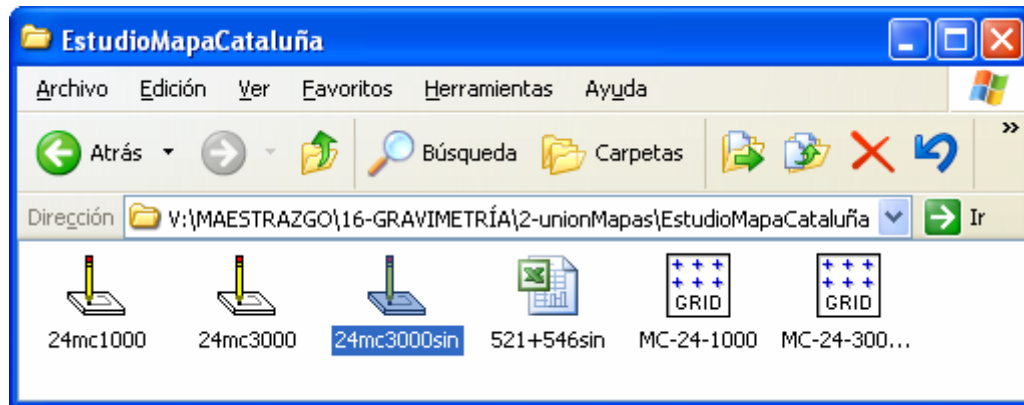 EstudioMapaCataluña
Archivo Edición Ver Favoritos Herramientas Ayuda
Atrás Búsqueda Carpetas »
Dirección V:\MAESTRAZGO\16-GRAVIMETRÍA\2-unionMapas\EstudioMapaCataluña Ir
GRID GRID
24mc1000 24mc3000 24mc3000sin 521+546sin MC-24-1000 MC-24-300...